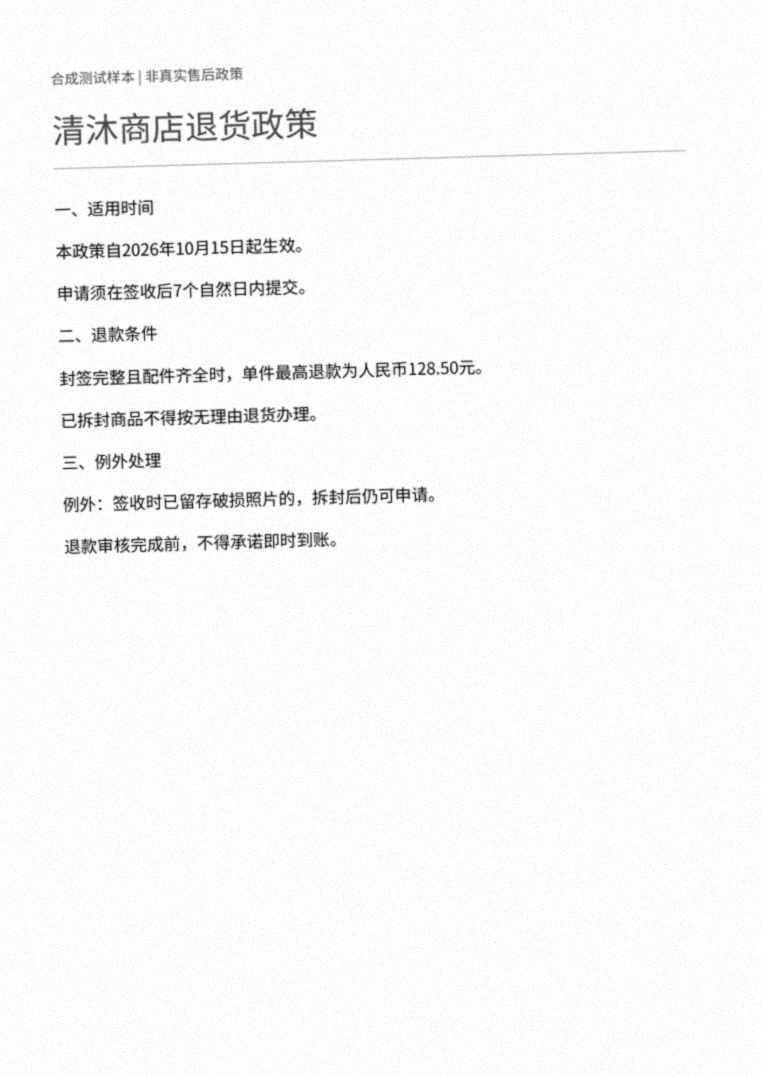 合成测试样本 | 非真实售后政策
清沐商店退货政策
一、适用时间
本政策自2026年10月15日起生效。
申请须在签收后7个自然日内提交。
二、退款条件
封签完整且配件齐全时，单件最高退款为人民币128.50元。
已拆封商品不得按无理由退货办理。
三、例外处理
例外：签收时已留存破损照片的，拆封后仍可申请。
退款审核完成前，不得承诺即时到账。